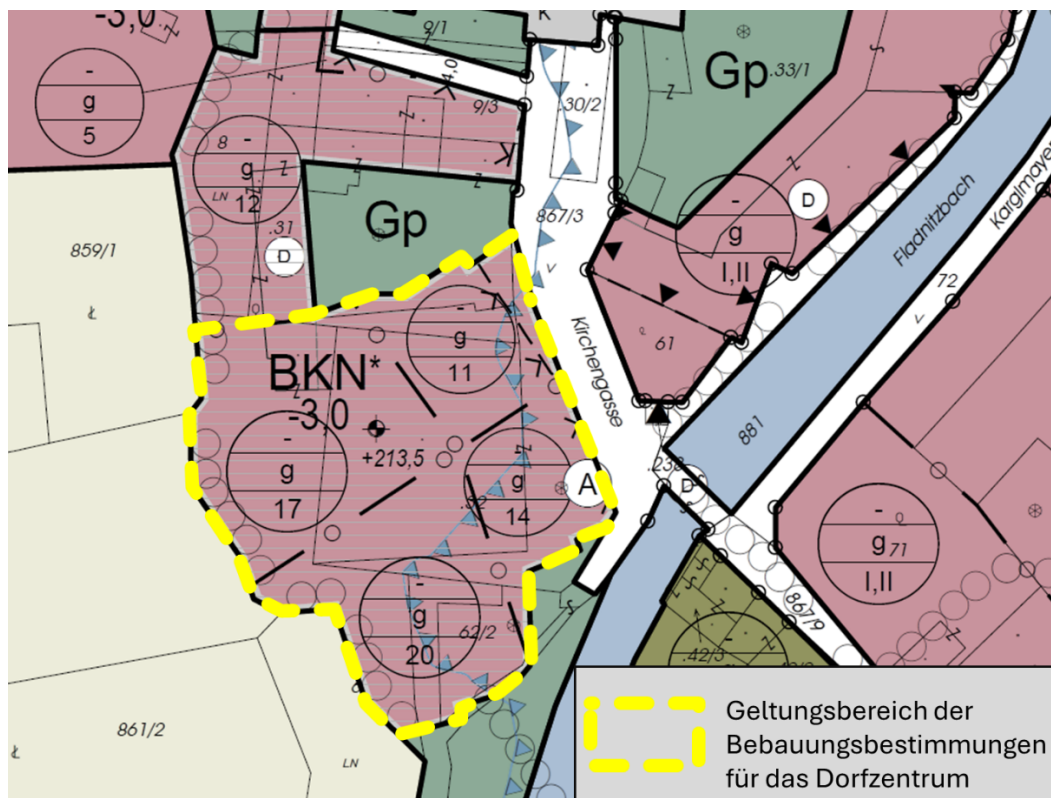 -3,0
Z
K
9/1
4,0
9/3
.30/2
Gp
.33/1
-
g
5
8
-
g
12
LN
.31
D
K
Gp
867/3
D
-
g
I,II
Fladnitzbach
Karglmayer
72
859/1
Ł
BKN*
-3,0
+213,5
-
g
11
Kirchengasse
61
881
-
g
17
-
g
14
A
.238
D
-
g
71
I,II
-
g
20
62/2
867/9
.42/3
861/2
Ł
LN
Geltungsbereich der
Bebauungsbestimmungen
für das Dorfzentrum